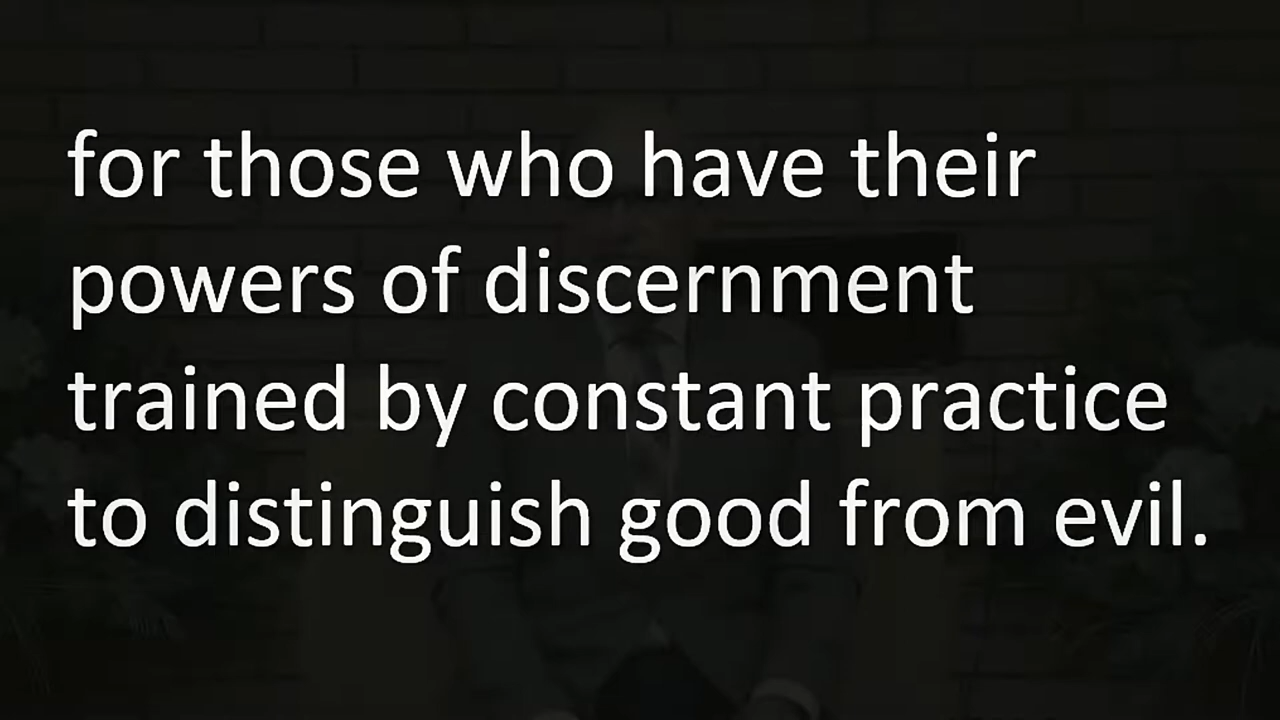 for those who have their
powers of discernment
trained by constant practice
to distinguish good from evil.